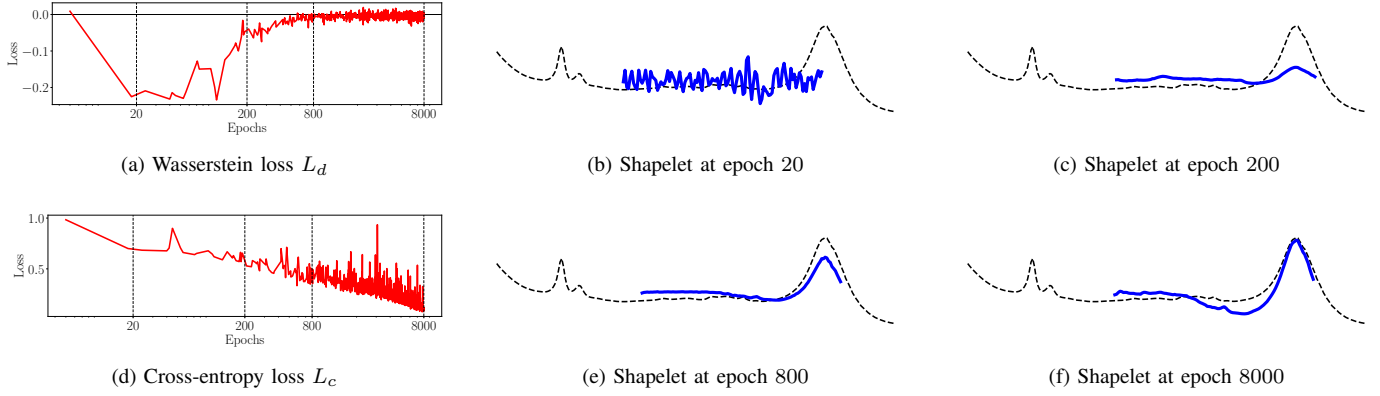 0.0
−0.1
−0.2
Loss
20
200
800
8000
Epochs
(a) Wasserstein loss L_d
(b) Shapelet at epoch 20
(c) Shapelet at epoch 200
1.0
0.5
Loss
20
200
800
8000
Epochs
(d) Cross-entropy loss L_c
(e) Shapelet at epoch 800
(f) Shapelet at epoch 8000